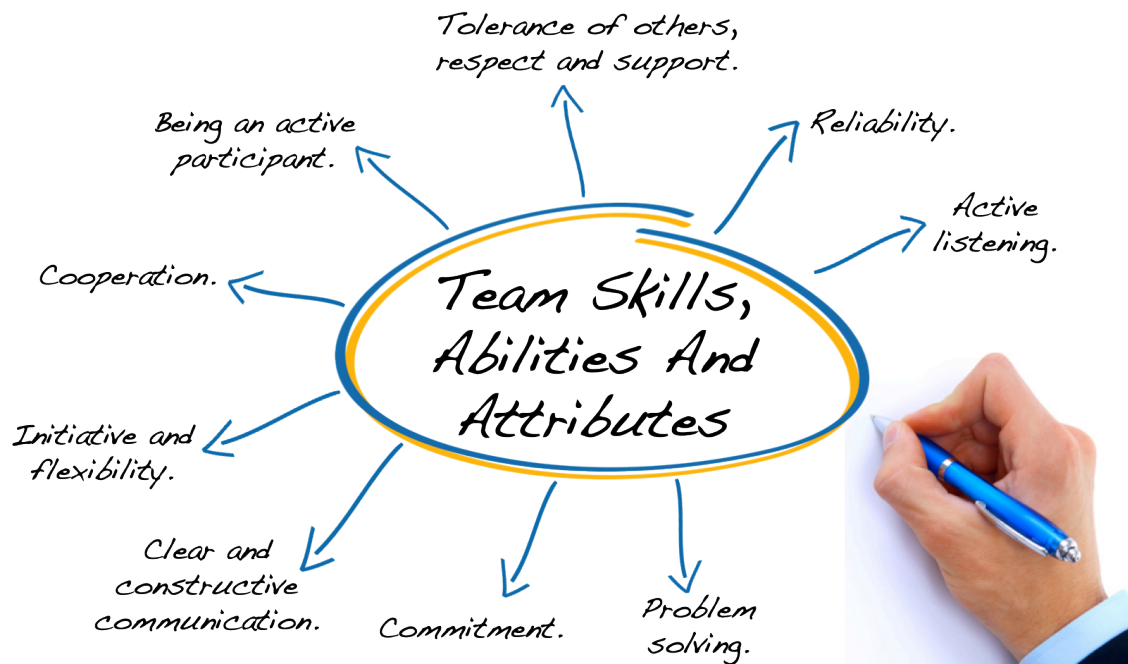 Tolerance of others,
respect and support.
Being an active
participant.
Reliability.
Active
listening.
Cooperation.
Team Skills,
Abilities And
Attributes
Initiative and
flexibility.
Clear and
constructive
communication.
Commitment.
Problem
solving.